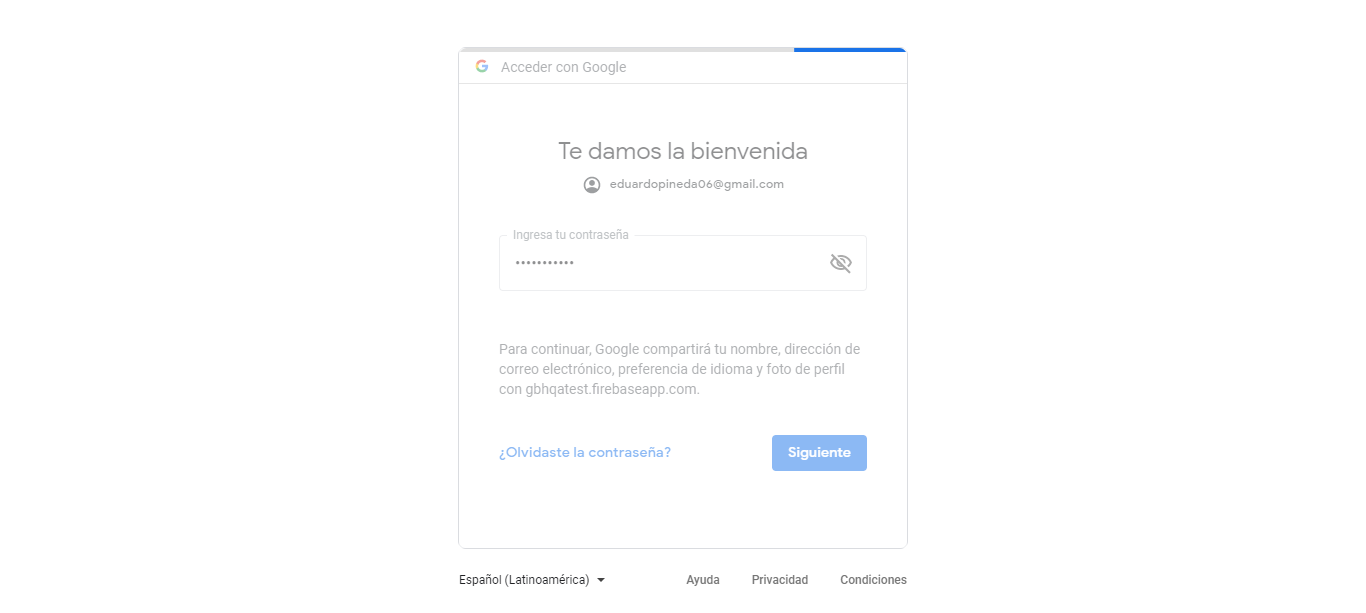 Acceder con Google
Te damos la bienvenida
eduardopineda06@gmail.com
Ingresa tu contraseña
•••••••••••
Para continuar, Google compartirá tu nombre, dirección de
correo electrónico, preferencia de idioma y foto de perfil
con gbhqatest.firebaseapp.com.
¿Olvidaste la contraseña? Siguiente
Español (Latinoamérica) Ayuda Privacidad Condiciones